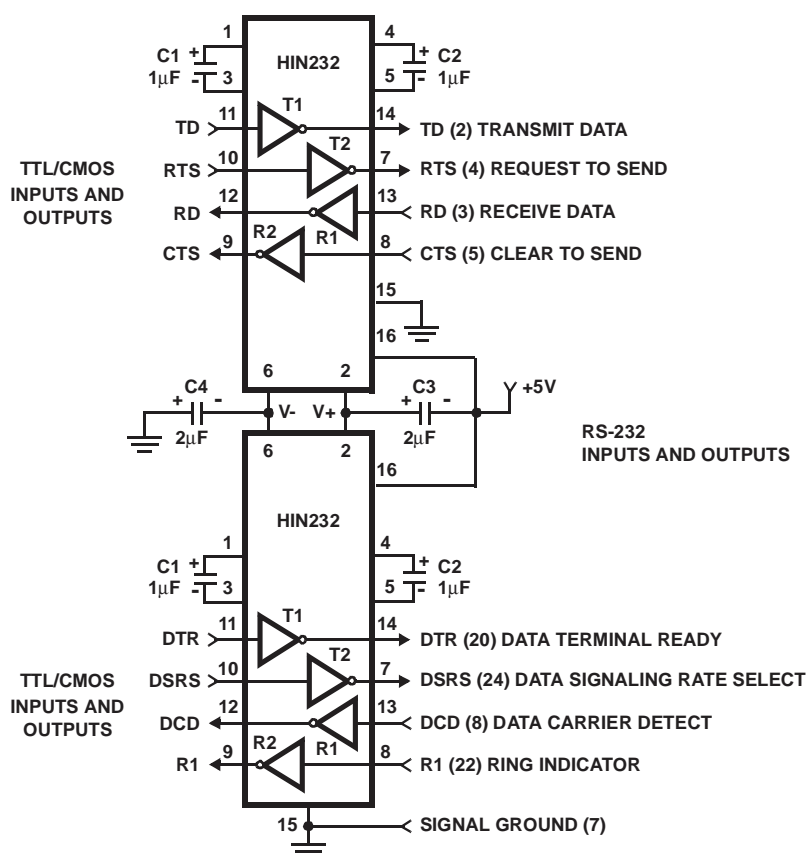 1
4
C1 +
1μF -
3
HIN232
+ C2
5 - 1μF
11 T1 14
TD
TD (2) TRANSMIT DATA
10 T2 7
RTS
RTS (4) REQUEST TO SEND
TTL/CMOS
INPUTS AND
OUTPUTS
12 13
RD
RD (3) RECEIVE DATA
9 R2 R1 8
CTS
CTS (5) CLEAR TO SEND
15
16
6 2
C4
+ -
2μF
V- V+
C3
+ -
2μF
+5V
RS-232
INPUTS AND OUTPUTS
6 2
16
HIN232
1
4
C1 +
1μF -
3
+ C2
5 - 1μF
11 T1 14
DTR
DTR (20) DATA TERMINAL READY
10 T2 7
DSRS
DSRS (24) DATA SIGNALING RATE SELECT
TTL/CMOS
INPUTS AND
OUTPUTS
12 13
DCD
DCD (8) DATA CARRIER DETECT
9 R2 R1 8
R1
R1 (22) RING INDICATOR
15
SIGNAL GROUND (7)